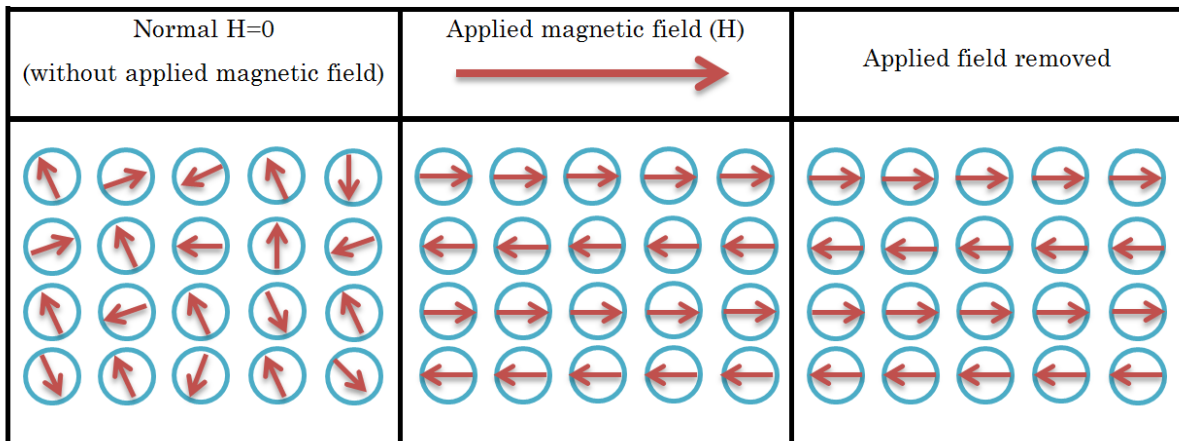 Normal H=0
(without applied magnetic field)
Applied magnetic field (H)
Applied field removed